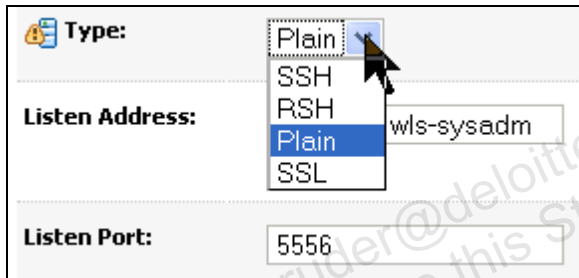 Type:
Plain
SSH
RSH
Plain
SSL
Listen Address:
wls-sysadm
Listen Port:
5556